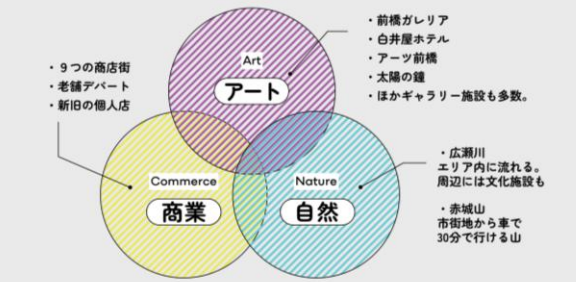 ・前橋ガレリア
・白井屋ホテル
・アーツ前橋
・太陽の鐘
・ほかギャラリー施設も多数。
Art
アート
・９つの商店街
・老舗デパート
・新旧の個人店
Commerce
商業
Nature
自然
・広瀬川
エリア内に流れる。
周辺には文化施設も
・赤城山
市街地から車で
30分で行ける山